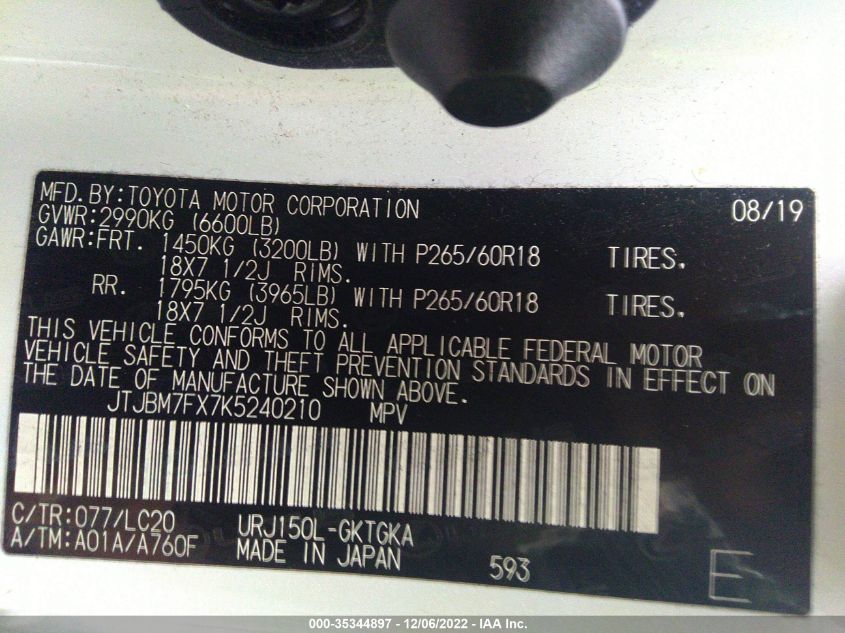 MFD.BY:TOYOTA MOTOR CORPORATION 08/19
GVWR:2990KG (6600LB)
GAWR:FRT. 1450KG (3200LB) WITH P265/60R18 TIRES.
18X7 1/2J RIMS.
RR. 1795KG (3965LB) WITH P265/60R18 TIRES.
18X7 1/2J RIMS.
THIS VEHICLE CONFORMS TO ALL APPLICABLE FEDERAL MOTOR
VEHICLE SAFETY AND THEFT PREVENTION STANDARDS IN EFFECT ON
THE DATE OF MANUFACTURE SHOWN ABOVE.
JTJBM7FX7K5240210 MPV
C/TR:077/LC20 URJ150L-GKTGKA
A/TM:A01A/A760F MADE IN JAPAN 593 E
000-35344897 - 12/06/2022 - IAA Inc.